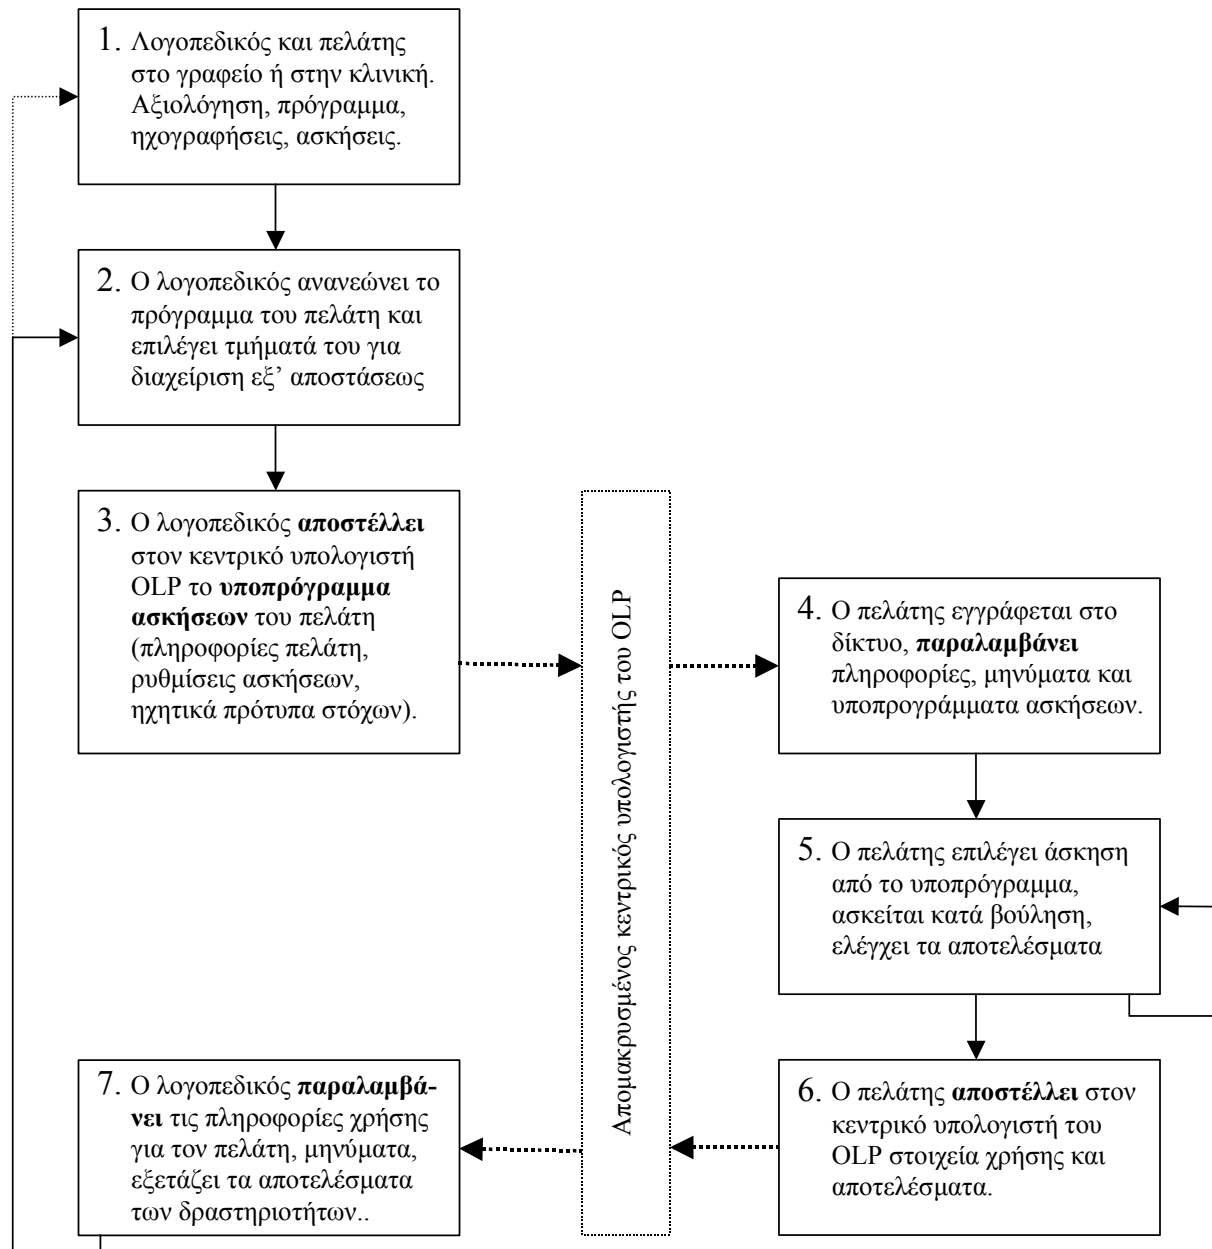 1. Λογοπεδικός και πελάτης
στο γραφείο ή στην κλινική.
Αξιολόγηση, πρόγραμμα,
ηχογραφήσεις, ασκήσεις.
2. Ο λογοπεδικός ανανεώνει το
πρόγραμμα του πελάτη και
επιλέγει τμήματά του για
διαχείριση εξ’ αποστάσεως
3. Ο λογοπεδικός αποστέλλει
στον κεντρικό υπολογιστή
OLP το υποπρόγραμμα
ασκήσεων του πελάτη
(πληροφορίες πελάτη,
ρυθμίσεις ασκήσεων,
ηχητικά πρότυπα στόχων).
Απομακρυσμένος κεντρικός υπολογιστής του OLP
4. Ο πελάτης εγγράφεται στο
δίκτυο, παραλαμβάνει
πληροφορίες, μηνύματα και
υποπρογράμματα ασκήσεων.
5. Ο πελάτης επιλέγει άσκηση
από το υποπρόγραμμα,
ασκείται κατά βούληση,
ελέγχει τα αποτελέσματα
6. Ο πελάτης αποστέλλει στον
κεντρικό υπολογιστή του
OLP στοιχεία χρήσης και
αποτελέσματα.
7. Ο λογοπεδικός παραλαμβά-
νει τις πληροφορίες χρήσης
για τον πελάτη, μηνύματα,
εξετάζει τα αποτελέσματα
των δραστηριοτήτων..